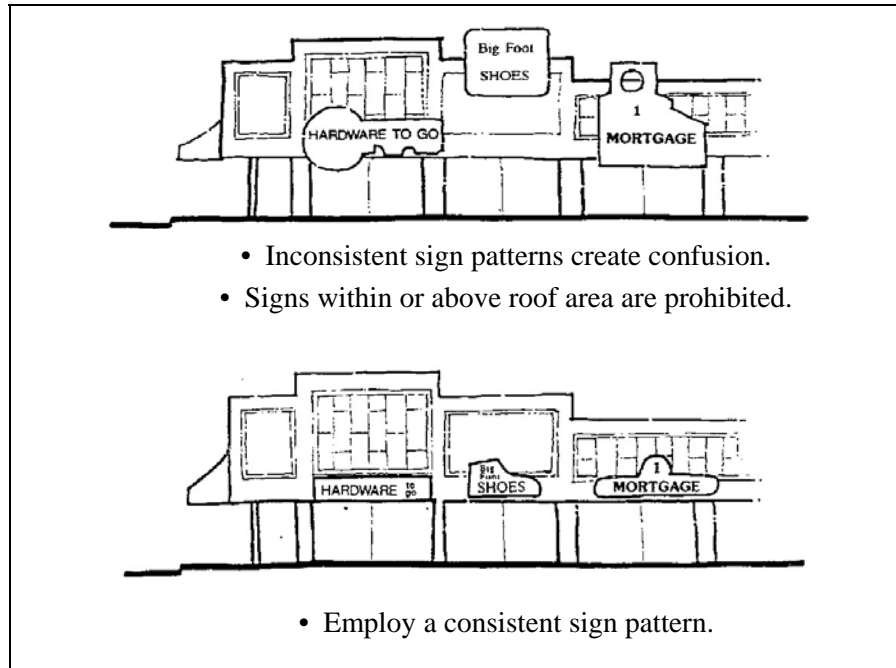 Big Foot
SHOES
HARDWARE TO GO
1
MORTGAGE
• Inconsistent sign patterns create confusion.
• Signs within or above roof area are prohibited.
HARDWARE to go
Big
SHOES
1
MORTGAGE
• Employ a consistent sign pattern.